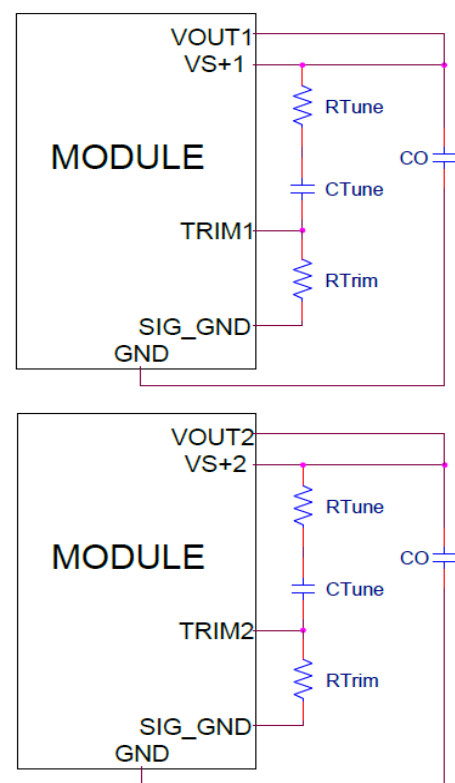 VOUT1
VS+1
RTune
MODULE
CO
CTune
TRIM1
RTrim
SIG_GND
GND
VOUT2
VS+2
RTune
MODULE
CO
CTune
TRIM2
RTrim
SIG_GND
GND